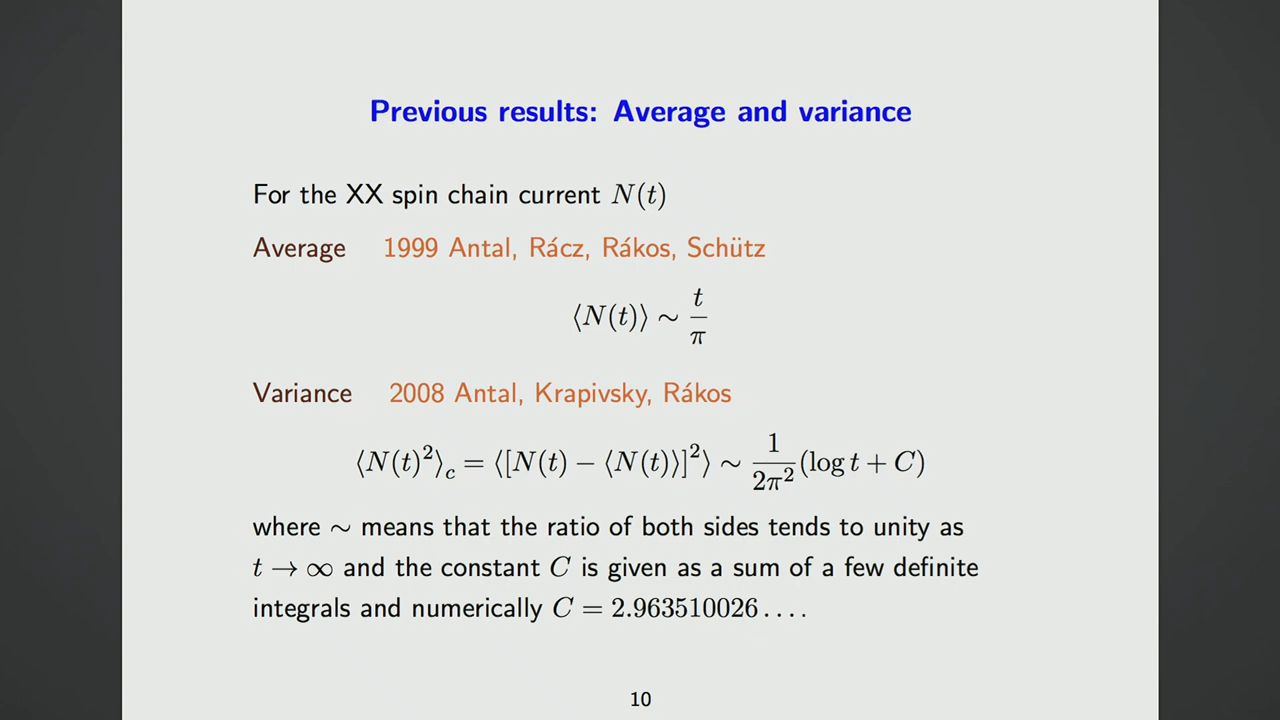 Previous results: Average and variance
For the XX spin chain current N(t)
Average 1999 Antal, Rácz, Rákos, Schütz
⟨N(t)⟩ ∼ t/π
Variance 2008 Antal, Krapivsky, Rákos
⟨N(t)²⟩c = ⟨[N(t) − ⟨N(t)⟩]²⟩ ∼ 1/2π² (log t + C)
where ∼ means that the ratio of both sides tends to unity as
t → ∞ and the constant C is given as a sum of a few definite
integrals and numerically C = 2.963510026 . . . .
10